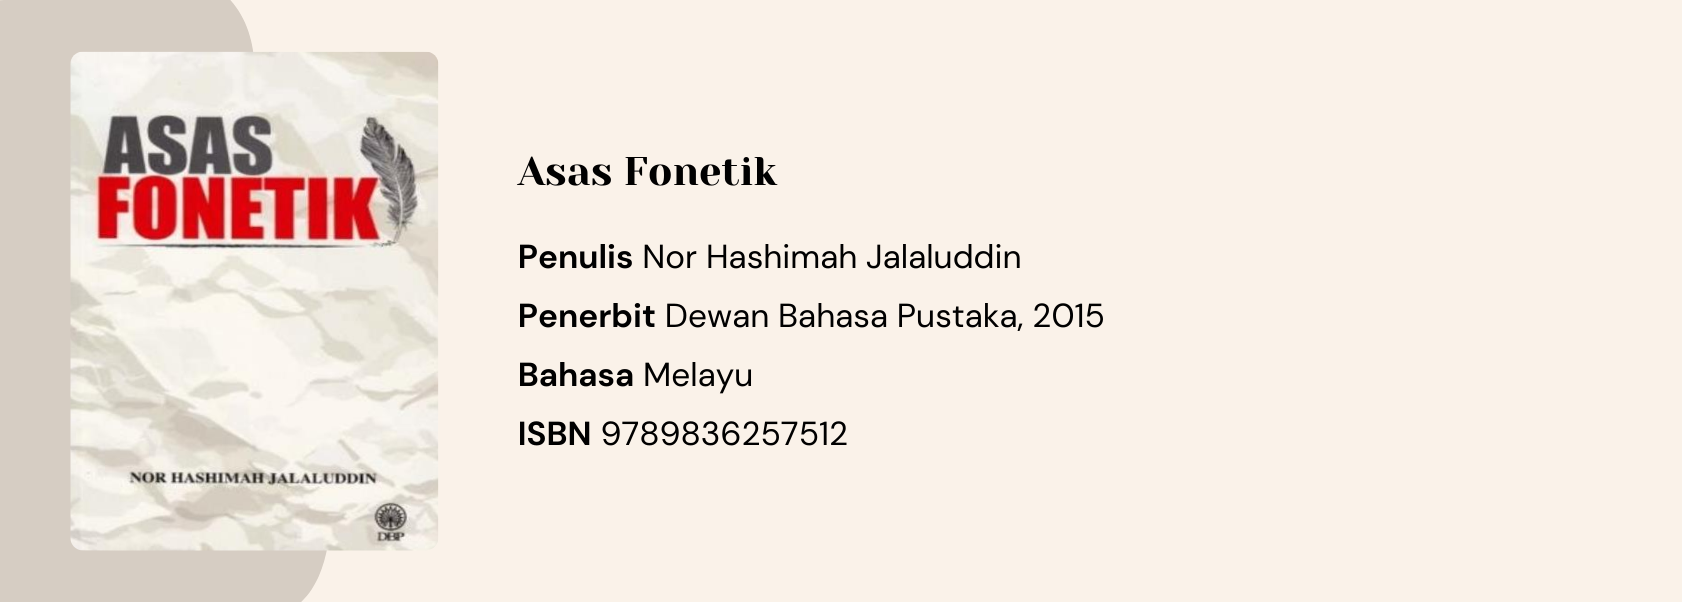 ASAS
FONETIK
NOR HASHIMAH JALALUDDIN
DBP
Asas Fonetik
Penulis Nor Hashimah Jalaluddin
Penerbit Dewan Bahasa Pustaka, 2015
Bahasa Melayu
ISBN 9789836257512